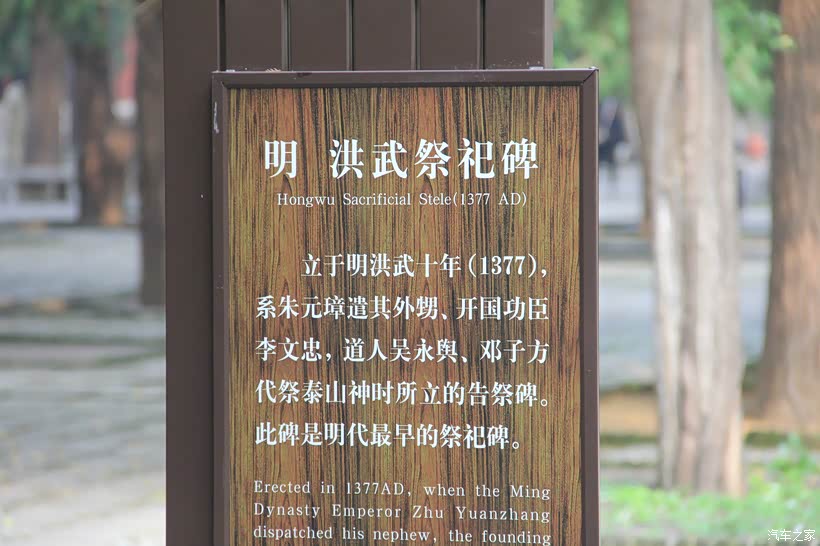 明 洪武祭祀碑
Hongwu Sacrificial Stele(1377 AD)
立于明洪武十年(1377),
系朱元璋遣其外甥、开国功臣
李文忠，道人吴永舆、邓子方
代祭泰山神时所立的告祭碑。
此碑是明代最早的祭祀碑。
Erected in 1377AD, when the Ming
Dynasty Emperor Zhu Yuanzhang
dispatched his nephew, the founding
汽车之家